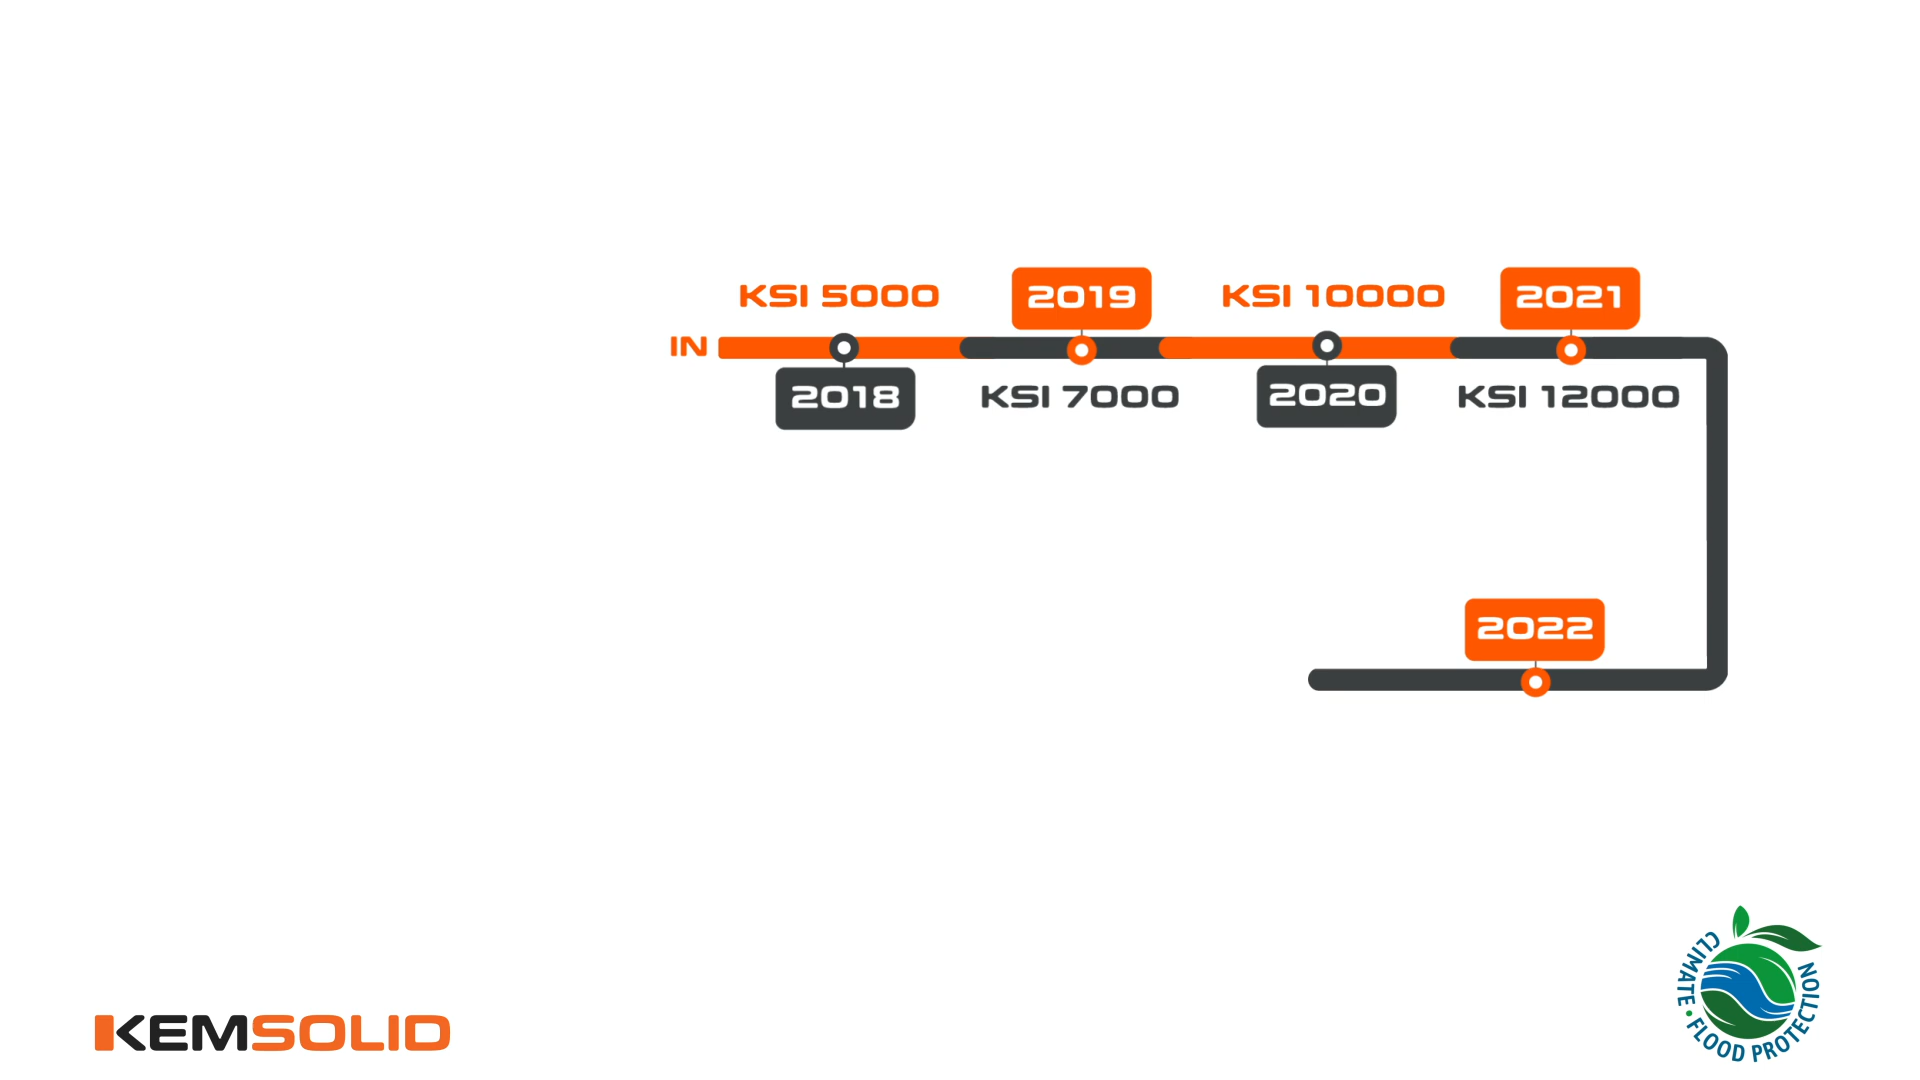 KSI 5000
2019
KSI 10000
2021
IN
2018
KSI 7000
2020
KSI 12000
2022
KEMSOLID
CLIMATE • FLOOD PROTECTION